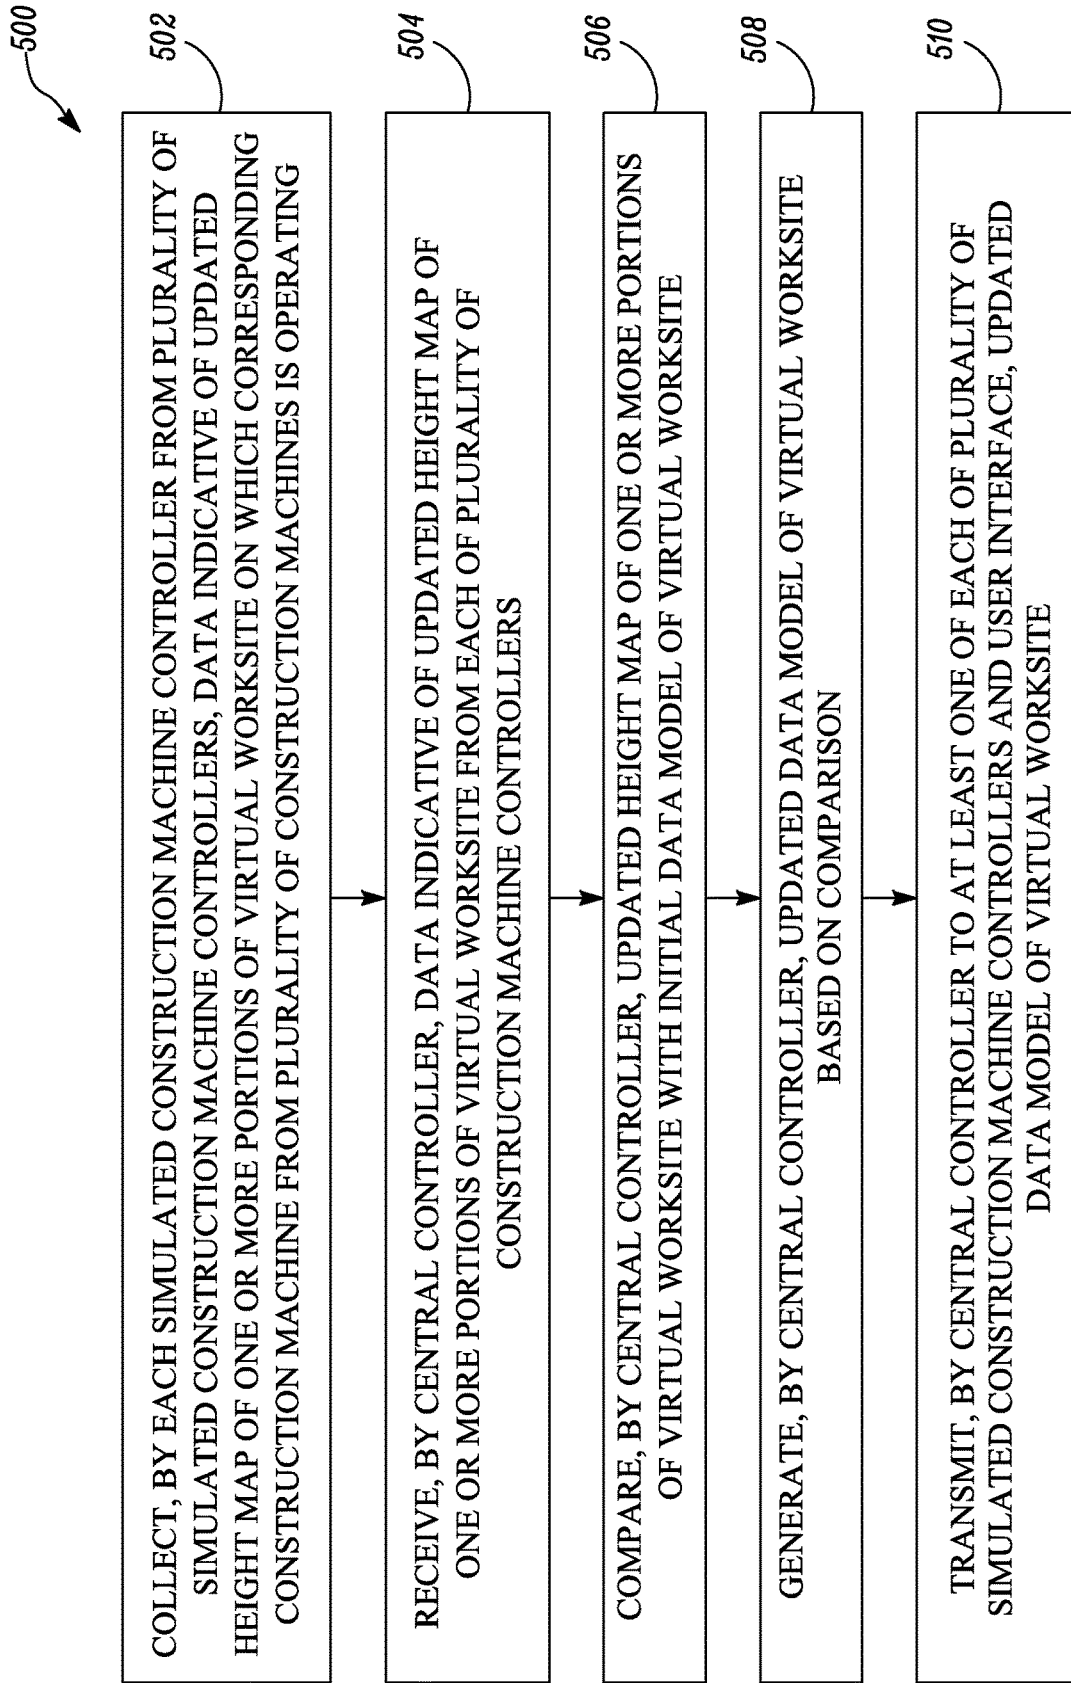 500
502
COLLECT, BY EACH SIMULATED CONSTRUCTION MACHINE CONTROLLER FROM PLURALITY OF
SIMULATED CONSTRUCTION MACHINE CONTROLLERS, DATA INDICATIVE OF UPDATED
HEIGHT MAP OF ONE OR MORE PORTIONS OF VIRTUAL WORKSITE ON WHICH CORRESPONDING
CONSTRUCTION MACHINE FROM PLURALITY OF CONSTRUCTION MACHINES IS OPERATING
504
RECEIVE, BY CENTRAL CONTROLLER, DATA INDICATIVE OF UPDATED HEIGHT MAP OF
ONE OR MORE PORTIONS OF VIRTUAL WORKSITE FROM EACH OF PLURALITY OF
CONSTRUCTION MACHINE CONTROLLERS
506
COMPARE, BY CENTRAL CONTROLLER, UPDATED HEIGHT MAP OF ONE OR MORE PORTIONS
OF VIRTUAL WORKSITE WITH INITIAL DATA MODEL OF VIRTUAL WORKSITE
508
GENERATE, BY CENTRAL CONTROLLER, UPDATED DATA MODEL OF VIRTUAL WORKSITE
BASED ON COMPARISON
510
TRANSMIT, BY CENTRAL CONTROLLER TO AT LEAST ONE OF EACH OF PLURALITY OF
SIMULATED CONSTRUCTION MACHINE CONTROLLERS AND USER INTERFACE, UPDATED
DATA MODEL OF VIRTUAL WORKSITE